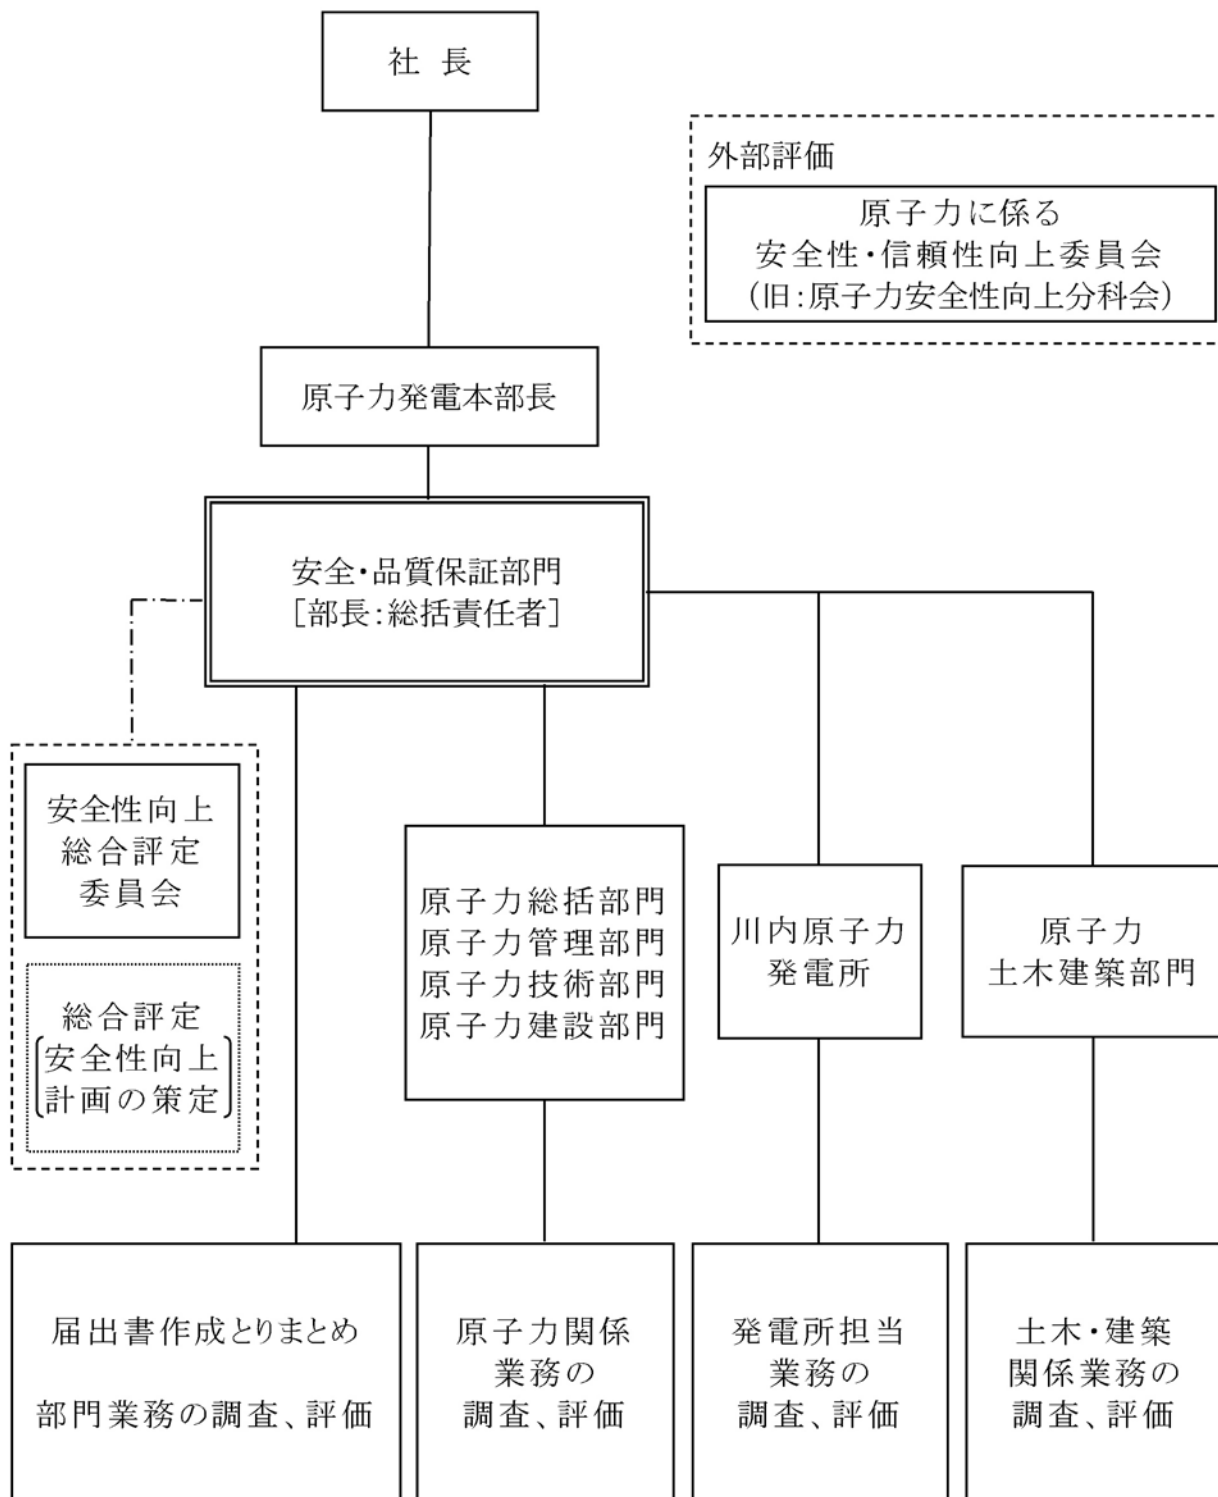 社長
外部評価
原子力に係る
安全性・信頼性向上委員会
(旧:原子力安全性向上分科会)
原子力発電本部長
安全・品質保証部門
[部長:総括責任者]
安全性向上
総合評定
委員会
総合評定
安全性向上
計画の策定
原子力総括部門
原子力管理部門
原子力技術部門
原子力建設部門
川内原子力
発電所
原子力
土木建築部門
届出書作成とりまとめ
部門業務の調査、評価
原子力関係
業務の
調査、評価
発電所担当
業務の
調査、評価
土木・建築
関係業務の
調査、評価